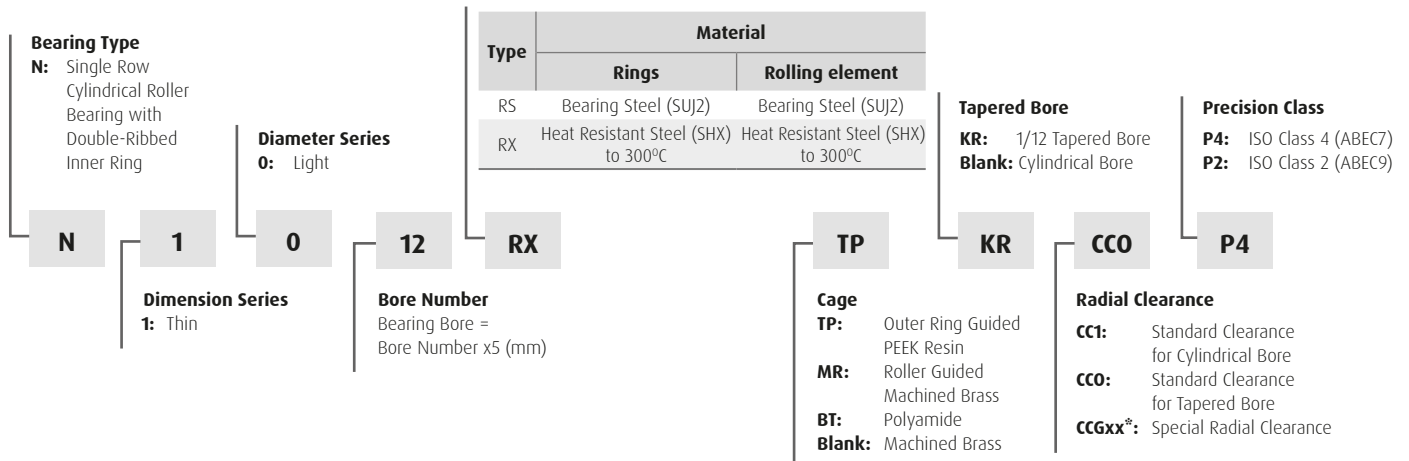 Bearing Type
N: Single Row
Cylindrical Roller
Bearing with
Double-Ribbed
Inner Ring
Diameter Series
0: Light
Type
Material
Rings Rolling element
RS Bearing Steel (SUJ2) Bearing Steel (SUJ2)
RX Heat Resistant Steel (SHX) to 300ºC Heat Resistant Steel (SHX) to 300ºC
Tapered Bore
KR: 1/12 Tapered Bore
Blank: Cylindrical Bore
Precision Class
P4: ISO Class 4 (ABEC7)
P2: ISO Class 2 (ABEC9)
N 1 0 12 RX TP KR CC0 P4
Dimension Series
1: Thin
Bore Number
Bearing Bore =
Bore Number x5 (mm)
Cage
TP: Outer Ring Guided
PEEK Resin
MR: Roller Guided
Machined Brass
BT: Polyamide
Blank: Machined Brass
Radial Clearance
CC1: Standard Clearance
for Cylindrical Bore
CC0: Standard Clearance
for Tapered Bore
CCGxx*: Special Radial Clearance